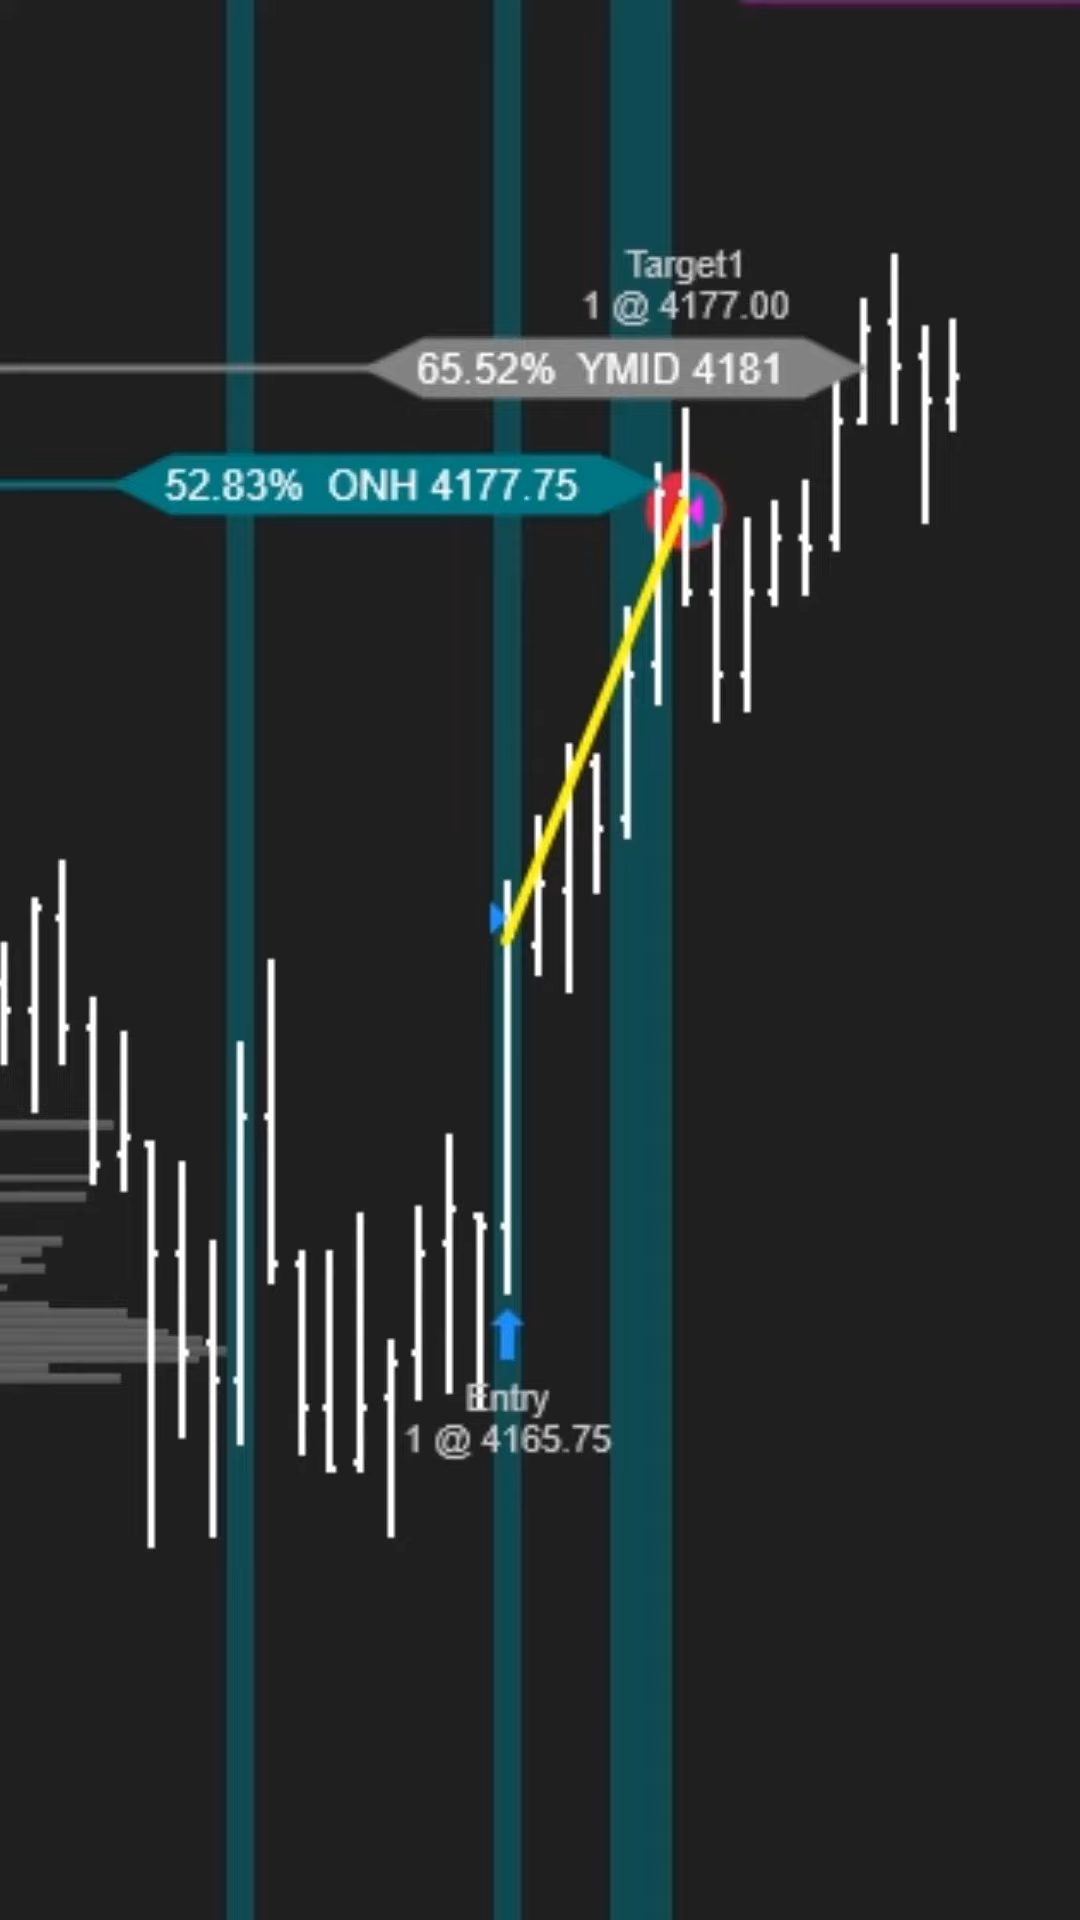 Target1
1 @ 4177.00
65.52% YMID 4181
52.83% ONH 4177.75
Entry
1 @ 4165.75